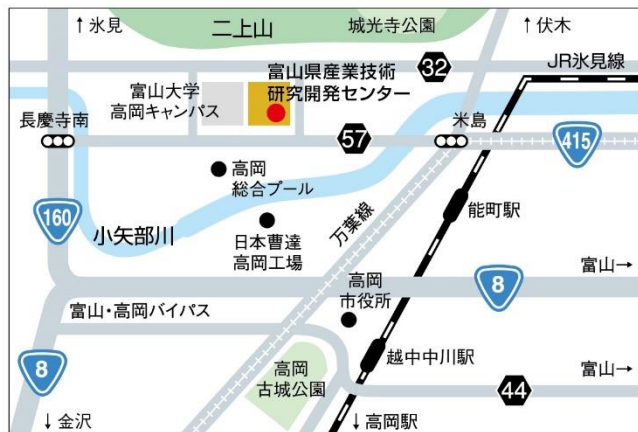 ↑氷見
二上山
城光寺公園
↑伏木
JR氷見線
32
富山大学
高岡キャンパス
富山県産業技術
研究開発センター
長慶寺南
57
米島
415
高岡
総合プール
160
小矢部川
日本曹達
高岡工場
万葉線
能町駅
富山→
8
高岡
市役所
富山・高岡バイパス
8
越中中川駅
富山→
高岡
古城公園
44
↓金沢
↓高岡駅